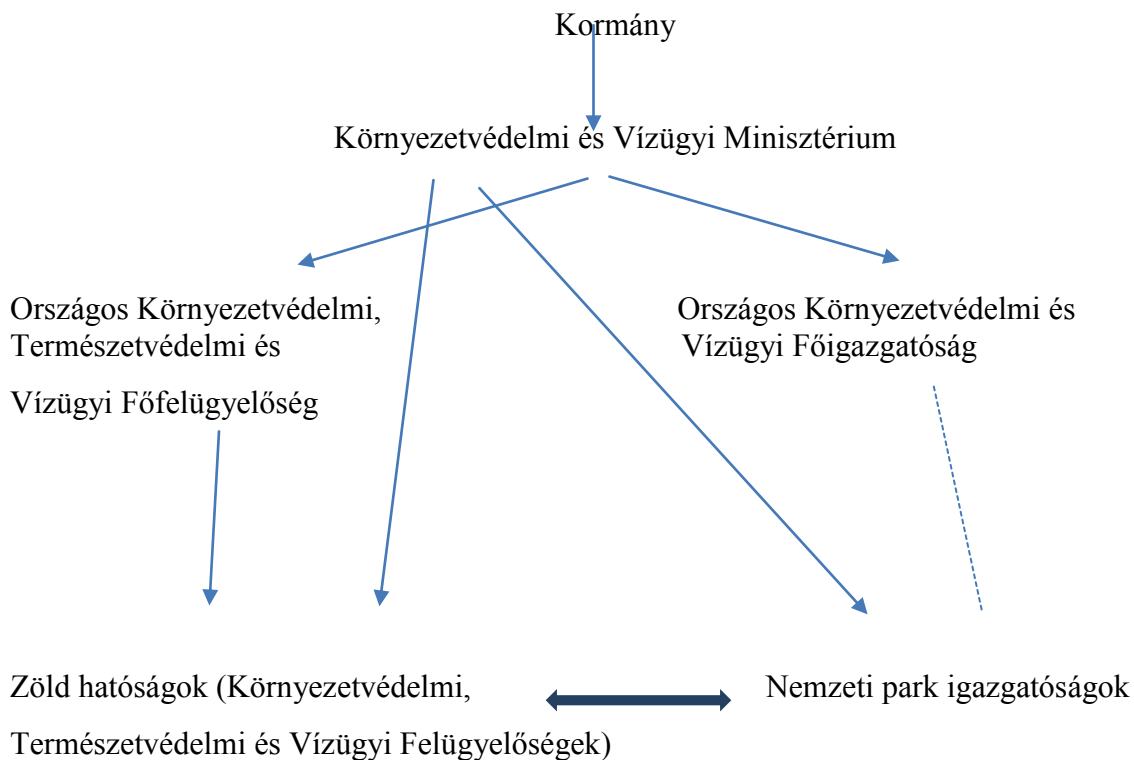 Kormány
Környezetvédelmi és Vízügyi Minisztérium
Országos Környezetvédelmi,
Természetvédelmi és
Vízügyi Főfelügyelőség
Országos Környezetvédelmi és
Vízügyi Főigazgatóság
Zöld hatóságok (Környezetvédelmi,
Természetvédelmi és Vízügyi Felügyelőségek)
Nemzeti park igazgatóságok